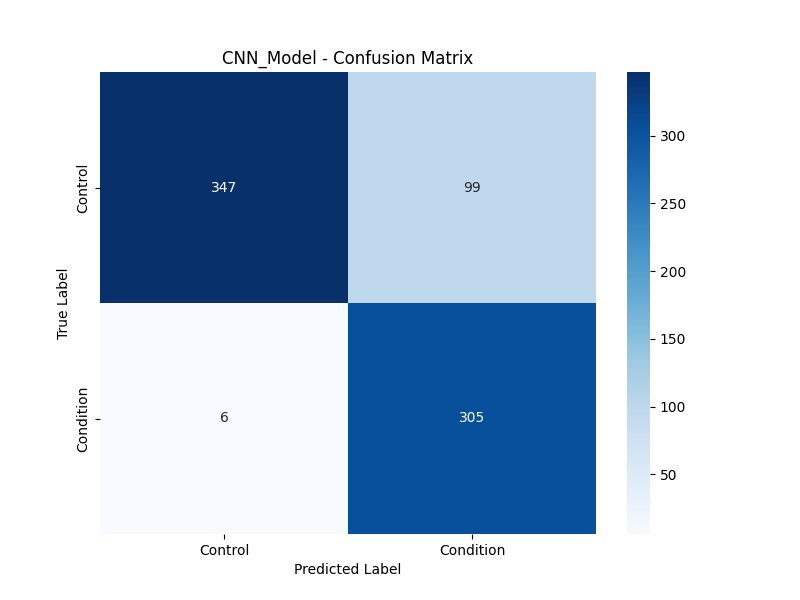 CNN_Model - Confusion Matrix
True Label
Control
Condition
347
99
6
305
Control
Condition
Predicted Label
300
250
200
150
100
50